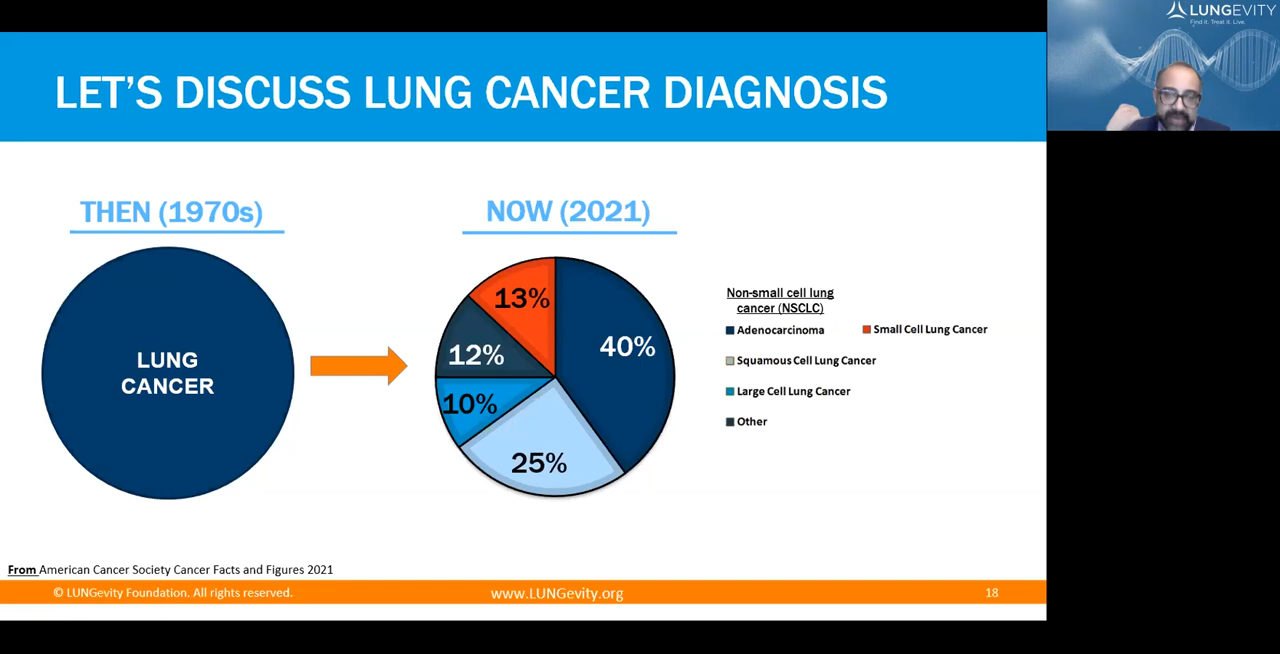 LUNGEVITY
Find it. Treat it. Live.
LET'S DISCUSS LUNG CANCER DIAGNOSIS
THEN (1970s)
LUNG
CANCER
NOW (2021)
13%
40%
12%
10%
25%
Non-small cell lung
cancer (NSCLC)
Adenocarcinoma
Small Cell Lung Cancer
Squamous Cell Lung Cancer
Large Cell Lung Cancer
Other
From American Cancer Society Cancer Facts and Figures 2021
© LUNGevity Foundation. All rights reserved.
www.LUNGevity.org
18